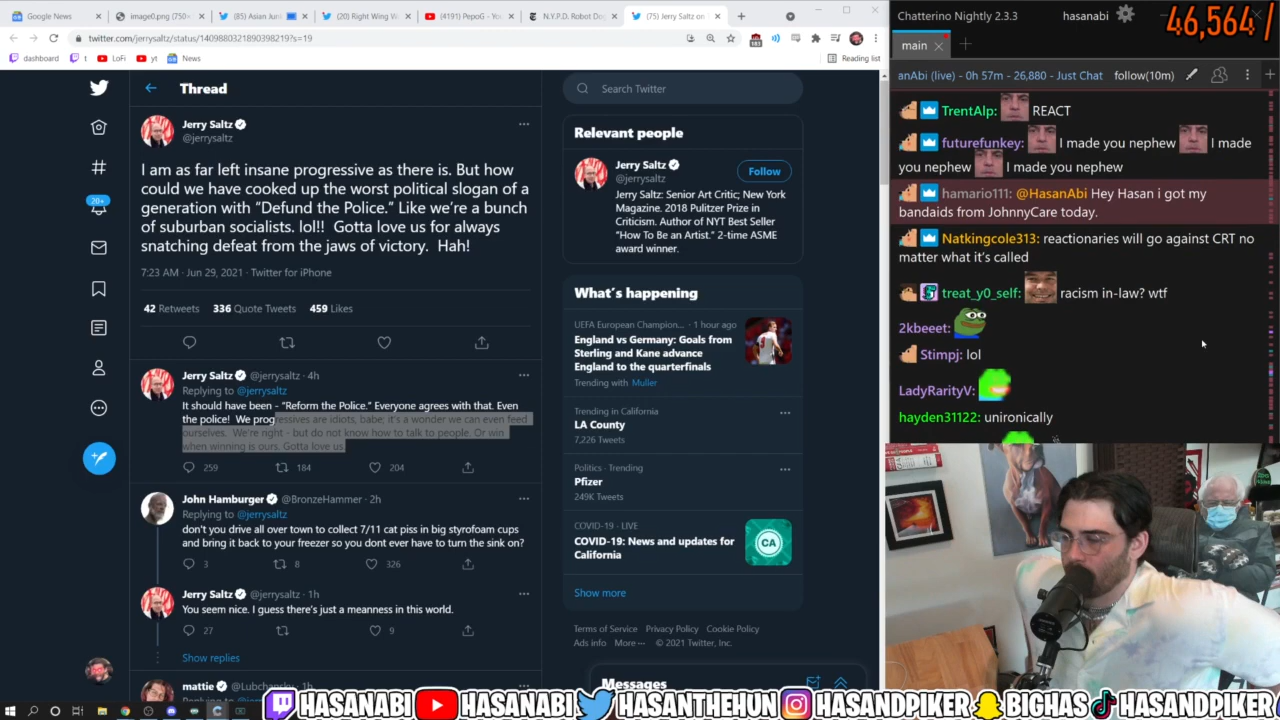 Google News
image0.png (750×
(85) Asian Jun
(20) Right Wing W
(4191) PepoG - Y
N.Y.P.D. Robot Do
(75) Jerry Saltz on
twitter.com/jerrysaltz/status/1409880321890398219?s=19
dashboard
t
LoFi
yt
News
Reading list
Thread
20+
Jerry Saltz
@jerrysaltz
I am as far left insane progressive as there is. But how
could we have cooked up the worst political slogan of a
generation with “Defund the Police.” Like we’re a bunch
of suburban socialists. lol!!  Gotta love us for always
snatching defeat from the jaws of victory.  Hah!
7:23 AM · Jun 29, 2021 · Twitter for iPhone
42 Retweets 336 Quote Tweets 459 Likes
Jerry Saltz @jerrysaltz · 4h
Replying to @jerrysaltz
It should have been - “Reform the Police.” Everyone agrees with that. Even
the police!  We progressives are idiots, babe; it’s a wonder we can even feed
ourselves.  We’re right - but do not know how to talk to people. Or win
when winning is ours. Gotta love us.
259 184 204
John Hamburger @BronzeHammer · 2h
Replying to @jerrysaltz
don't you drive all over town to collect 7/11 cat piss in big styrofoam cups
and bring it back to your freezer so you dont ever have to turn the sink on?
3 8 326
Jerry Saltz @jerrysaltz · 1h
You seem nice. I guess there’s just a meanness in this world.
27 9
Show replies
mattie @Lubchansky · 1h
Replying to @jerrysaltz
Search Twitter
Relevant people
Jerry Saltz
@jerrysaltz
Follow
Jerry Saltz: Senior Art Critic; New York
Magazine. 2018 Pulitzer Prize in
Criticism. Author of NYT Best Seller
“How To Be an Artist.” 2-time ASME
award winner.
What’s happening
UEFA European Champion... · 1 hour ago
England vs Germany: Goals from
Sterling and Kane advance
England to the quarterfinals
Trending with Muller
Trending in California
LA County
7,226 Tweets
Politics · Trending
Pfizer
249K Tweets
COVID-19 · LIVE
COVID-19: News and updates for
California
CA
Show more
Terms of Service Privacy Policy Cookie Policy
Ads info More ··· © 2021 Twitter, Inc.
Messages
Chatterino Nightly 2.3.3
hasanabi
46,564 /
main
anAbi (live) - 0h 57m - 26,880 - Just Chat
follow(10m)
TrentAlp: REACT
futurefunkey: I made you nephew I made
you nephew I made you nephew
hamario111: @HasanAbi Hey Hasan i got my
bandaids from JohnnyCare today.
Natkingcole313: reactionaries will go against CRT no
matter what it's called
treat_y0_self: racism in-law? wtf
2kbeeet:
Stimpj: lol
LadyRarityV:
hayden31122: unironically
HASANABI
HASANABI
HASANTHEHUN
HASANDPIKER
BIGHAS
HASANDPIKER